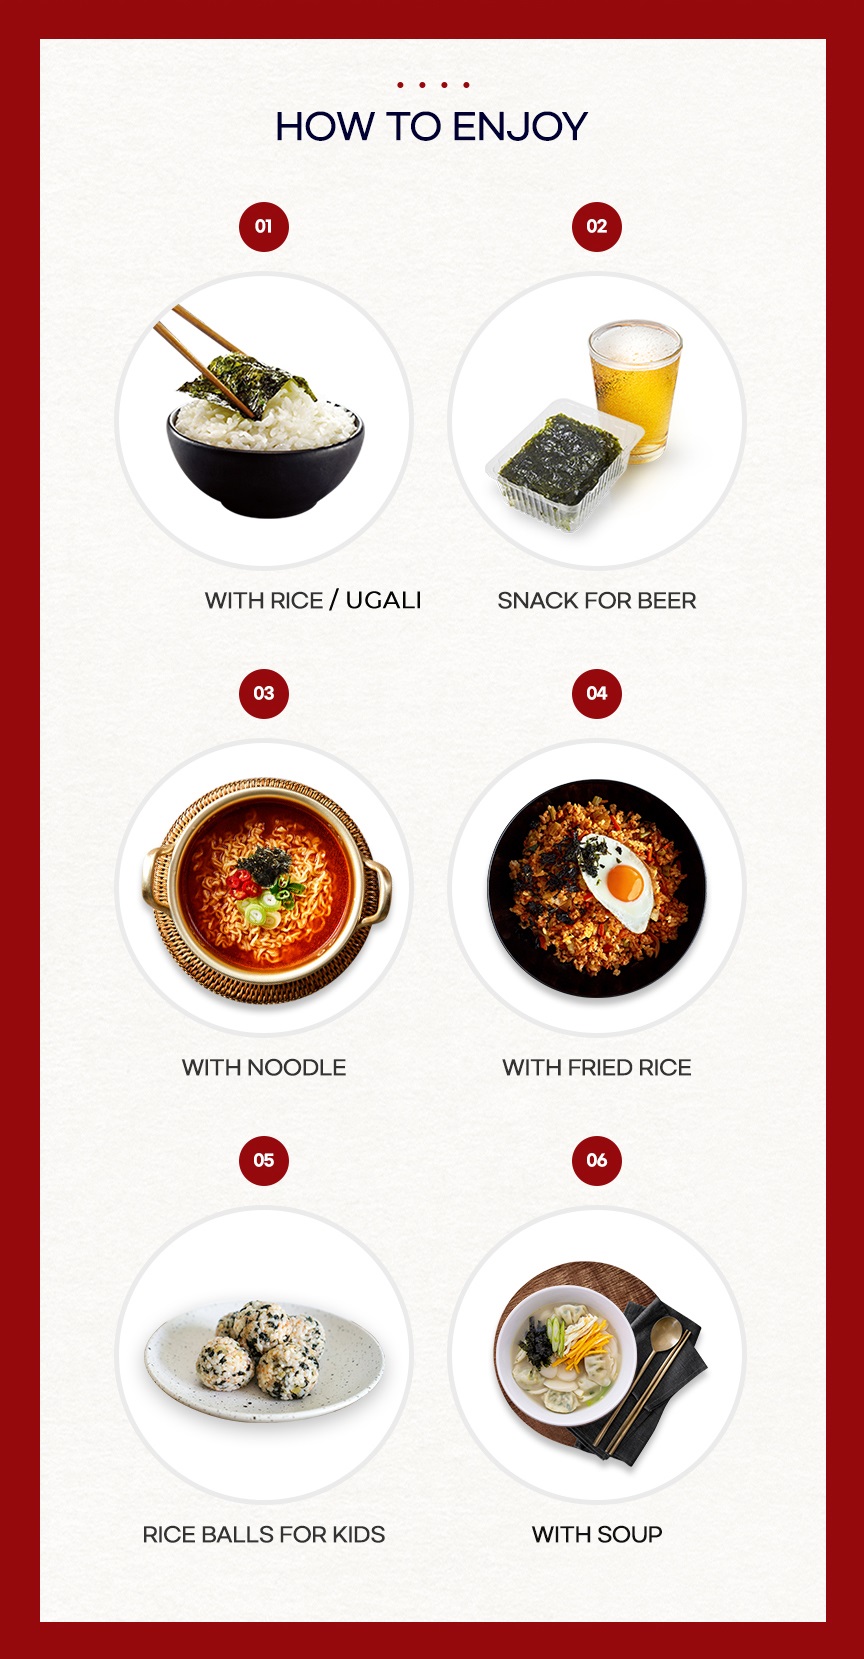 HOW TO ENJOY
01
02
WITH RICE / UGALI
SNACK FOR BEER
03
04
WITH NOODLE
WITH FRIED RICE
05
06
RICE BALLS FOR KIDS
WITH SOUP